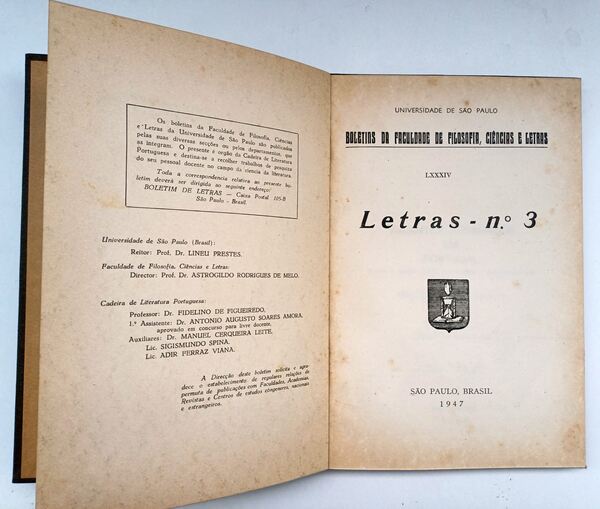 Os boletins da Faculdade de Filosofia, Ciências
e Letras da Universidade de São Paulo são publicados
pelas suas diversas secções ou pelos departamentos, que
as integram. O presente é orgão da Cadeira de Literatura
Portuguesa e destina-se a recolher trabalhos de pesquisa
do seu pessoal docente no campo da ciencia da literatura.
Toda a correspondencia relativa ao presente bo-
letim deverá ser dirigida ao seguinte endereço:
BOLETIM DE LETRAS — Caixa Postal 105-B
São Paulo - Brasil.
Universidade de São Paulo (Brasil):
Reitor: Prof. Dr. LINEU PRESTES.
Faculdade de Filosofia, Ciências e Letras:
Director: Prof. Dr. ASTROGILDO RODRIGUES DE MELO.
Cadeira de Literatura Portuguesa:
Professor: Dr. FIDELINO DE FIGUEIREDO.
1.º Assistente: Dr. ANTONIO AUGUSTO SOARES AMORA,
aprovado em concurso para livre docente.
Auxiliares: Dr. MANUEL CERQUEIRA LEITE,
Lic. SIGISMUNDO SPINA,
Lic. ADIR FERRAZ VIANA.
A Direcção deste boletim solicita e agra-
dece o estabelecimento de regulares relações de
permuta de publicações com Faculdades, Academias,
Revistas e Centros de estudos congeneres, nacionais
e estrangeiros.
UNIVERSIDADE DE SÃO PAULO
BOLETINS DA FACULDADE DE FILOSOFIA, CIÊNCIAS E LETRAS
LXXXIV
Letras - n.º 3
SÃO PAULO, BRASIL
1947